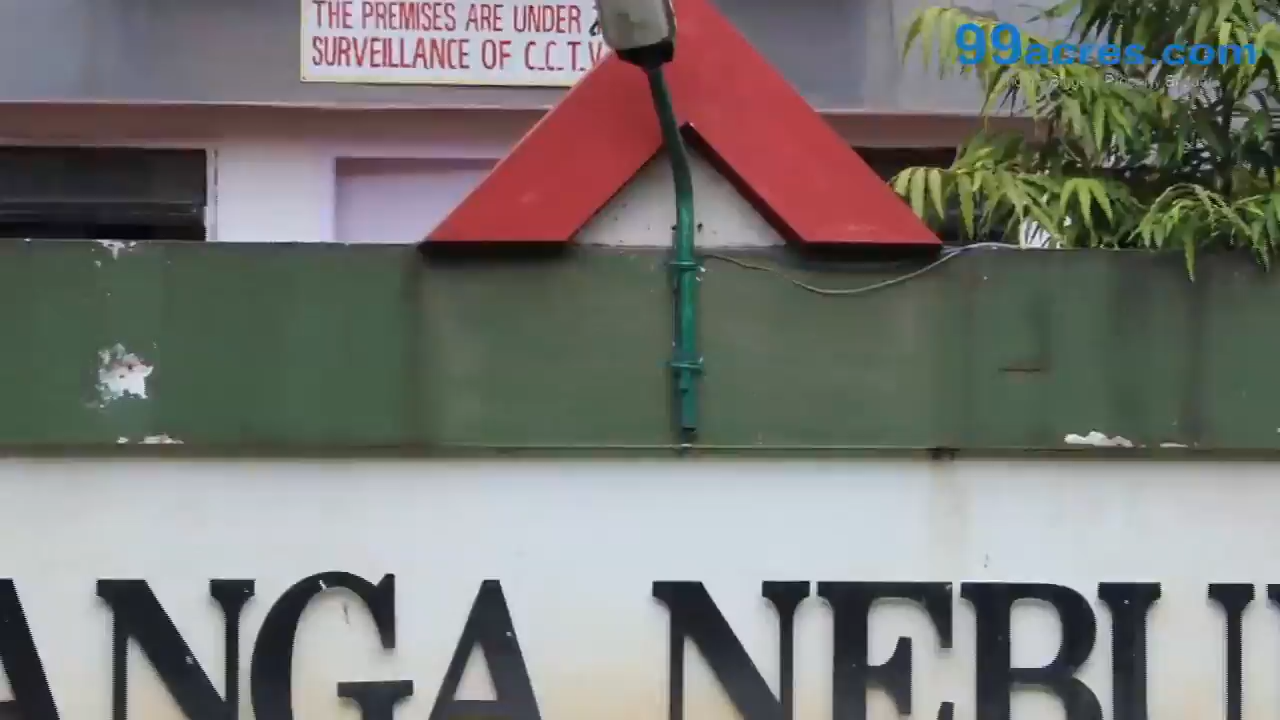 THE PREMISES ARE UNDER
SURVEILLANCE OF C.C.T.V
99acres.com
ANGA NEBU